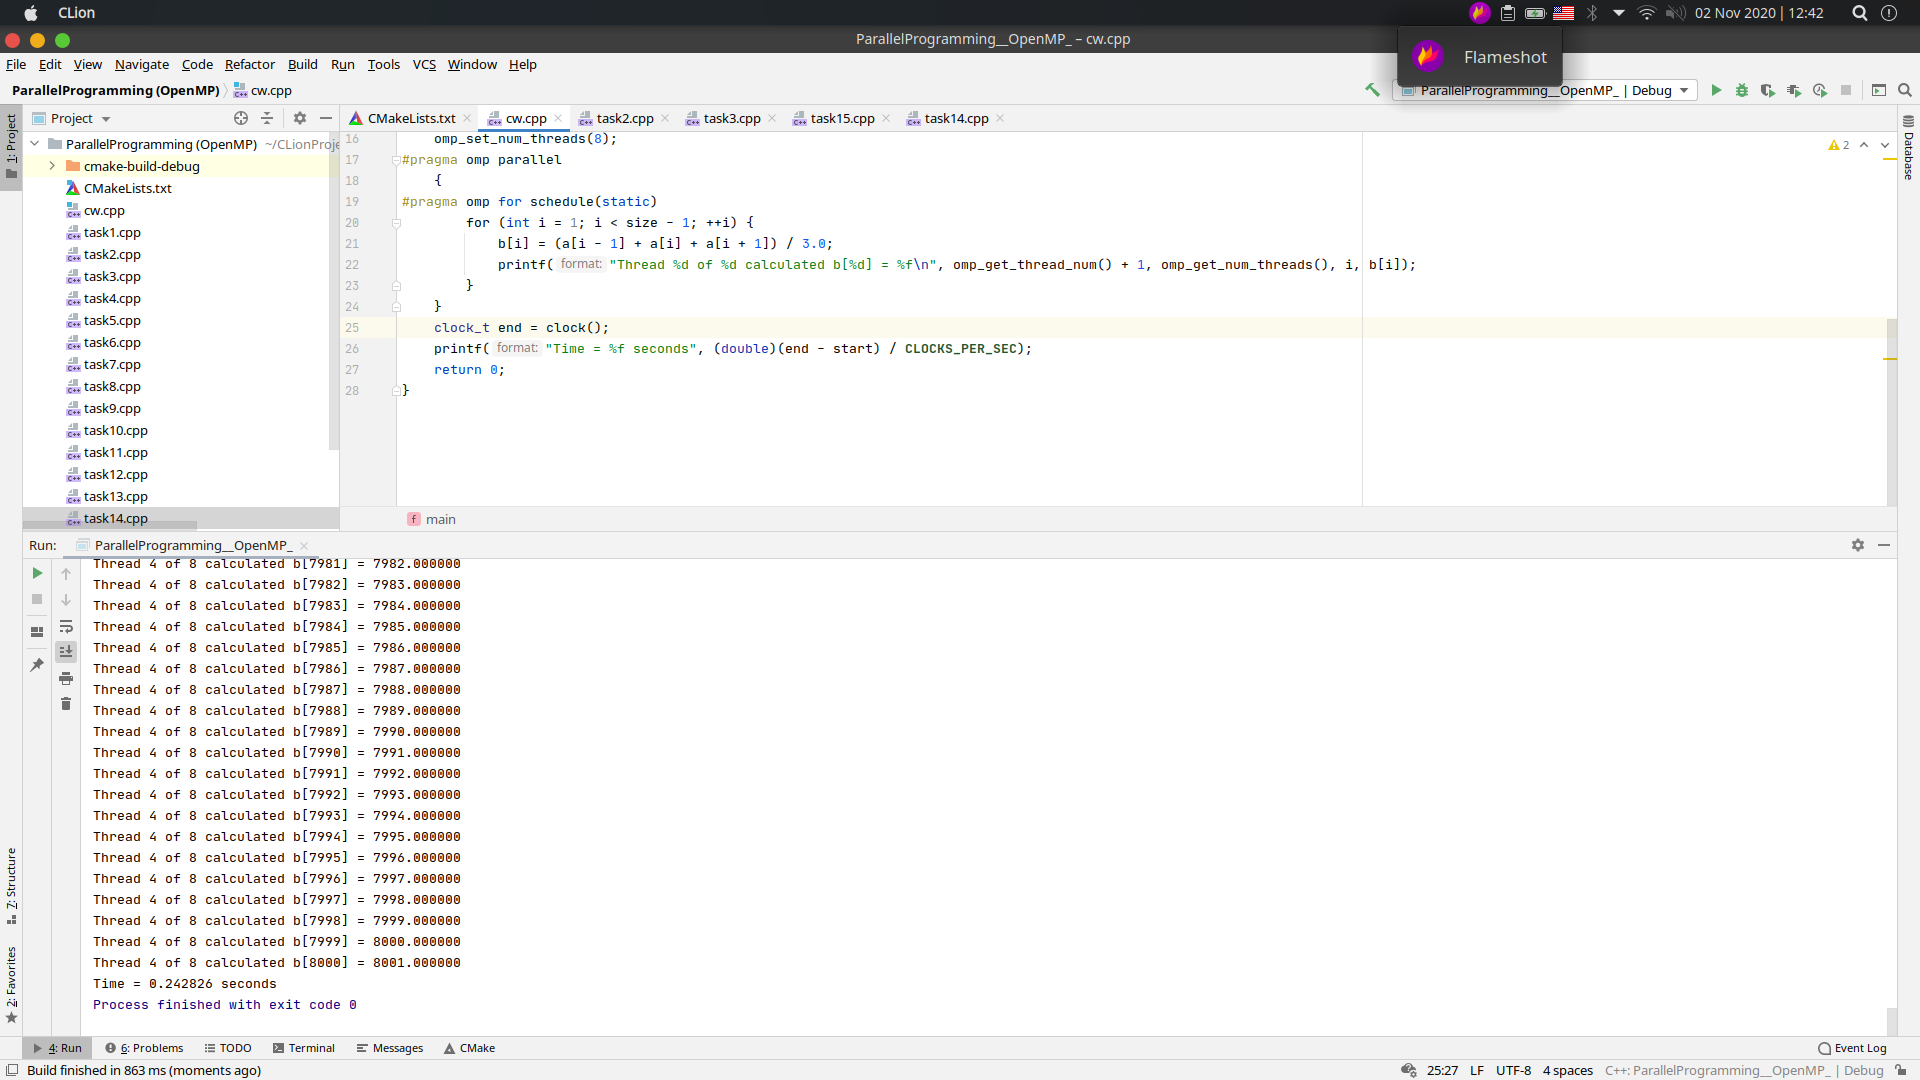 CLion
02 Nov 2020 | 12:42
ParallelProgramming__OpenMP_ – cw.cpp
Flameshot
File Edit View Navigate Code Refactor Build Run Tools VCS Window Help
ParallelProgramming (OpenMP) cw.cpp
ParallelProgramming__OpenMP_ | Debug
1: Project
Project
CMakeLists.txt cw.cpp task2.cpp task3.cpp task15.cpp task14.cpp
Database
ParallelProgramming (OpenMP) ~/CLionProje
cmake-build-debug
CMakeLists.txt
cw.cpp
task1.cpp
task2.cpp
task3.cpp
task4.cpp
task5.cpp
task6.cpp
task7.cpp
task8.cpp
task9.cpp
task10.cpp
task11.cpp
task12.cpp
task13.cpp
task14.cpp
2
16 omp_set_num_threads(8);
17 #pragma omp parallel
18 {
19 #pragma omp for schedule(static)
20 for (int i = 1; i < size - 1; ++i) {
21 b[i] = (a[i - 1] + a[i] + a[i + 1]) / 3.0;
22 printf( format: "Thread %d of %d calculated b[%d] = %f\n", omp_get_thread_num() + 1, omp_get_num_threads(), i, b[i]);
23 }
24 }
25 clock_t end = clock();
26 printf( format: "Time = %f seconds", (double)(end - start) / CLOCKS_PER_SEC);
27 return 0;
28 }
f main
Run: ParallelProgramming__OpenMP_
Thread 4 of 8 calculated b[7981] = 7982.000000
Thread 4 of 8 calculated b[7982] = 7983.000000
Thread 4 of 8 calculated b[7983] = 7984.000000
Thread 4 of 8 calculated b[7984] = 7985.000000
Thread 4 of 8 calculated b[7985] = 7986.000000
Thread 4 of 8 calculated b[7986] = 7987.000000
Thread 4 of 8 calculated b[7987] = 7988.000000
Thread 4 of 8 calculated b[7988] = 7989.000000
Thread 4 of 8 calculated b[7989] = 7990.000000
Thread 4 of 8 calculated b[7990] = 7991.000000
Thread 4 of 8 calculated b[7991] = 7992.000000
Thread 4 of 8 calculated b[7992] = 7993.000000
Thread 4 of 8 calculated b[7993] = 7994.000000
Thread 4 of 8 calculated b[7994] = 7995.000000
Thread 4 of 8 calculated b[7995] = 7996.000000
Thread 4 of 8 calculated b[7996] = 7997.000000
Thread 4 of 8 calculated b[7997] = 7998.000000
Thread 4 of 8 calculated b[7998] = 7999.000000
Thread 4 of 8 calculated b[7999] = 8000.000000
Thread 4 of 8 calculated b[8000] = 8001.000000
Time = 0.242826 seconds
Process finished with exit code 0
7: Structure
2: Favorites
4: Run 6: Problems TODO Terminal Messages CMake Event Log
Build finished in 863 ms (moments ago)
25:27 LF UTF-8 4 spaces C++: ParallelProgramming__OpenMP_ | Debug